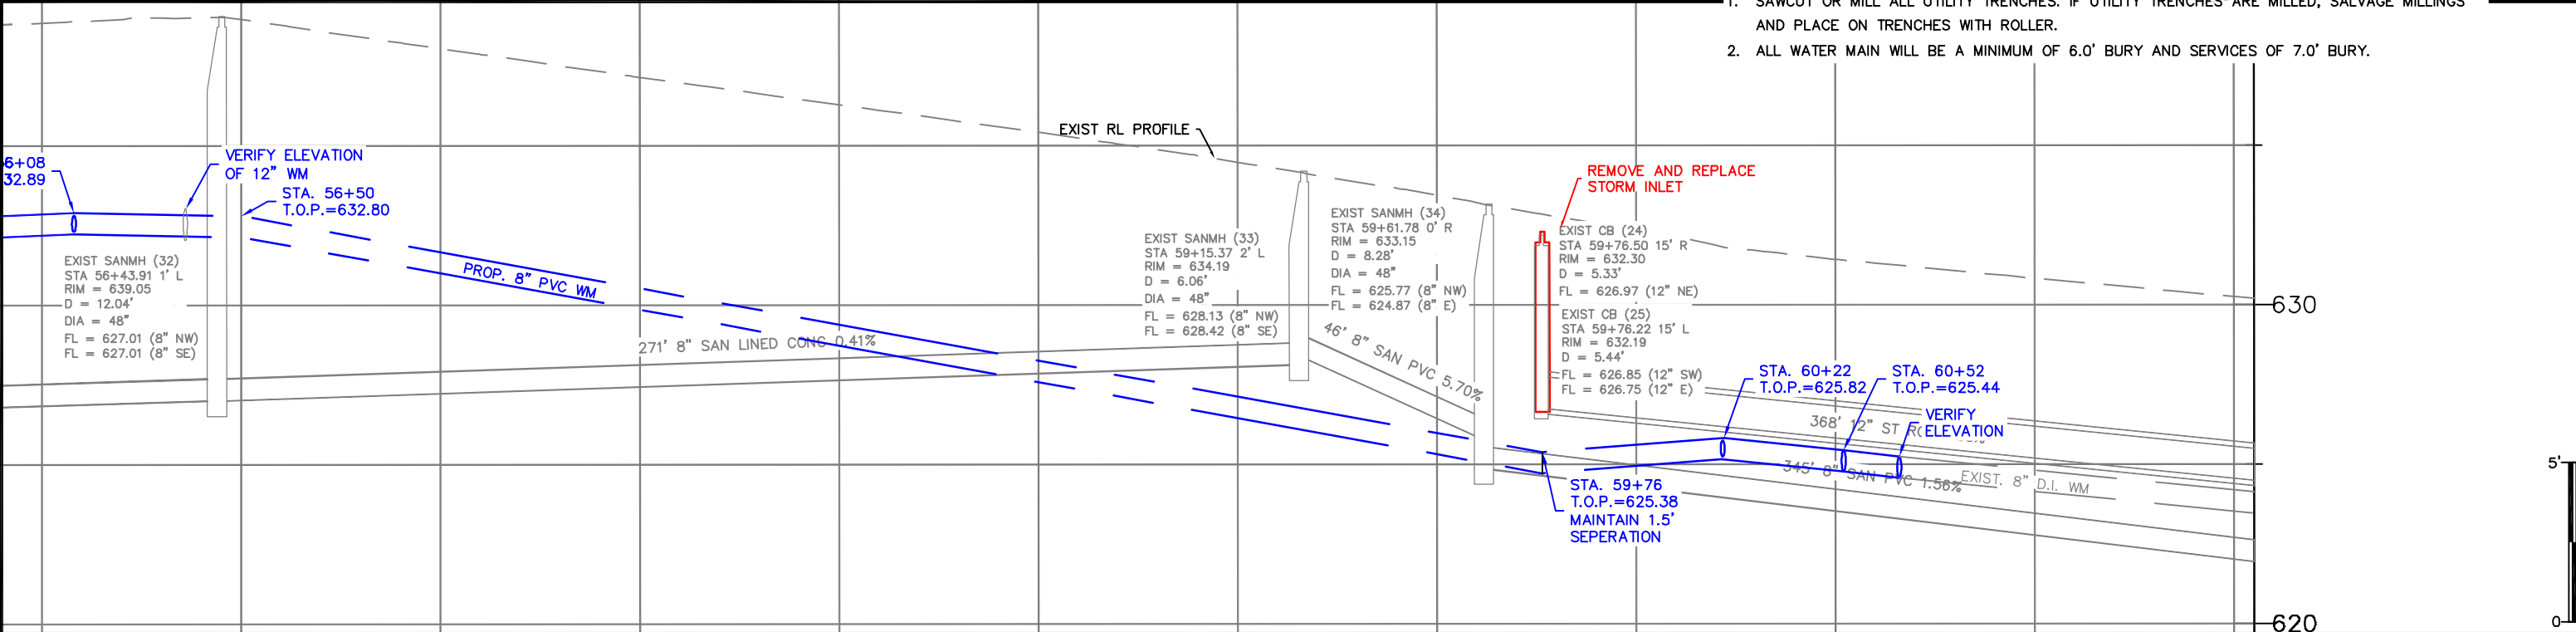 1. SAWCUT OR MILL ALL UTILITY TRENCHES. IF UTILITY TRENCHES ARE MILLED, SALVAGE MILLINGS
AND PLACE ON TRENCHES WITH ROLLER.
2. ALL WATER MAIN WILL BE A MINIMUM OF 6.0' BURY AND SERVICES OF 7.0' BURY.
EXIST RL PROFILE
6+08
32.89
VERIFY ELEVATION
OF 12" WM
STA. 56+50
T.O.P.=632.80
EXIST SANMH (32)
STA 56+43.91 1' L
RIM = 639.05
D = 12.04'
DIA = 48"
FL = 627.01 (8" NW)
FL = 627.01 (8" SE)
PROP. 8" PVC WM
271' 8" SAN LINED CONC 0.41%
EXIST SANMH (33)
STA 59+15.37 2' L
RIM = 634.19
D = 6.06'
DIA = 48"
FL = 628.13 (8" NW)
FL = 628.42 (8" SE)
EXIST SANMH (34)
STA 59+61.78 0' R
RIM = 633.15
D = 8.28'
DIA = 48"
FL = 625.77 (8" NW)
FL = 624.87 (8" E)
46' 8" SAN PVC 5.70%
REMOVE AND REPLACE
STORM INLET
EXIST CB (24)
STA 59+76.50 15' R
RIM = 632.30
D = 5.33'
FL = 626.97 (12" NE)
EXIST CB (25)
STA 59+76.22 15' L
RIM = 632.19
D = 5.44'
FL = 626.85 (12" SW)
FL = 626.75 (12" E)
STA. 60+22
T.O.P.=625.82
STA. 60+52
T.O.P.=625.44
VERIFY
ELEVATION
368' 12" ST
345' 8" SAN PVC 1.56%
EXIST. 8" D.I. WM
STA. 59+76
T.O.P.=625.38
MAINTAIN 1.5'
SEPERATION
630
620
5'
0